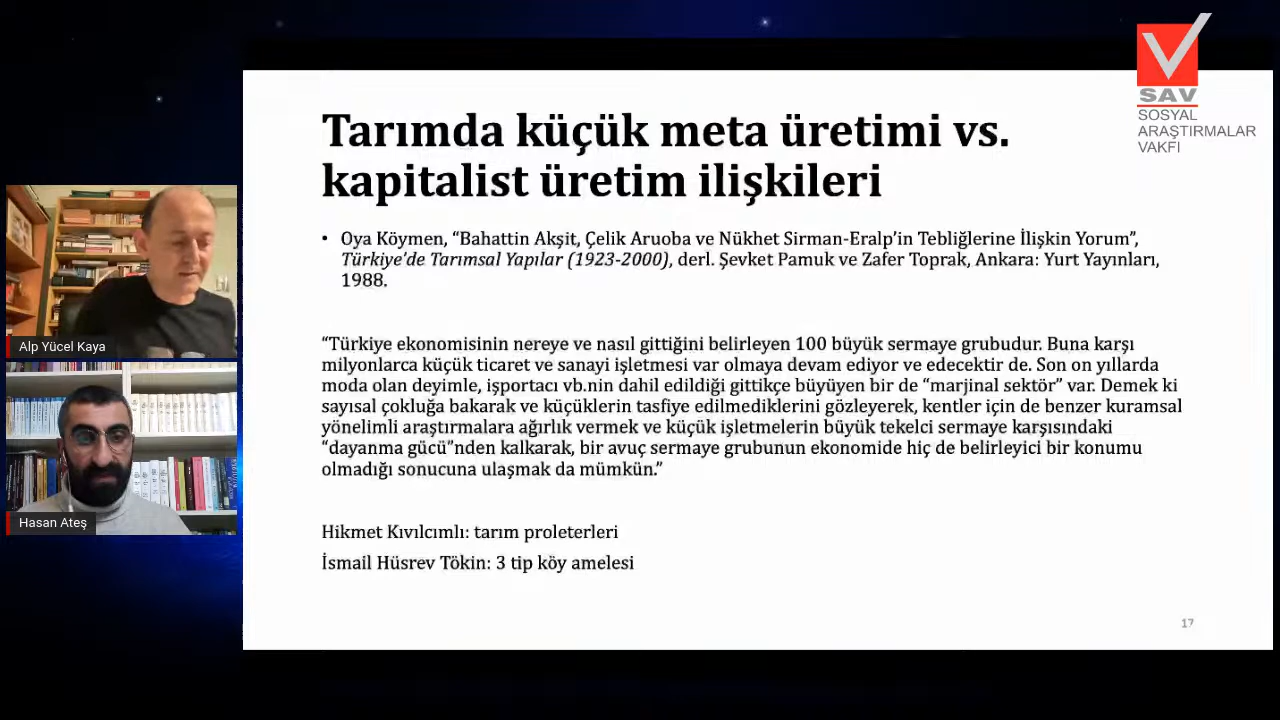 SAV
SOSYAL
ARAŞTIRMALAR
VAKFI
Tarımda küçük meta üretimi vs.
kapitalist üretim ilişkileri
• Oya Köymen, “Bahattin Akşit, Çelik Aruoba ve Nükhet Sirman-Eralp’in Tebliğlerine İlişkin Yorum”,
Türkiye’de Tarımsal Yapılar (1923-2000), derl. Şevket Pamuk ve Zafer Toprak, Ankara: Yurt Yayınları,
1988.
“Türkiye ekonomisinin nereye ve nasıl gittiğini belirleyen 100 büyük sermaye grubudur. Buna karşı
milyonlarca küçük ticaret ve sanayi işletmesi var olmaya devam ediyor ve edecektir de. Son on yıllarda
moda olan deyimle, işportacı vb.nin dahil edildiği gittikçe büyüyen bir de “marjinal sektör” var. Demek ki
sayısal çokluğa bakarak ve küçüklerin tasfiye edilmediklerini gözleyerek, kentler için de benzer kuramsal
yönelimli araştırmalara ağırlık vermek ve küçük işletmelerin büyük tekelci sermaye karşısındaki
“dayanma gücü”nden kalkarak, bir avuç sermaye grubunun ekonomide hiç de belirleyici bir konumu
olmadığı sonucuna ulaşmak da mümkün.”
Hikmet Kıvılcımlı: tarım proleterleri
İsmail Hüsrev Tökin: 3 tip köy amelesi
17
Alp Yücel Kaya
Hasan Ateş